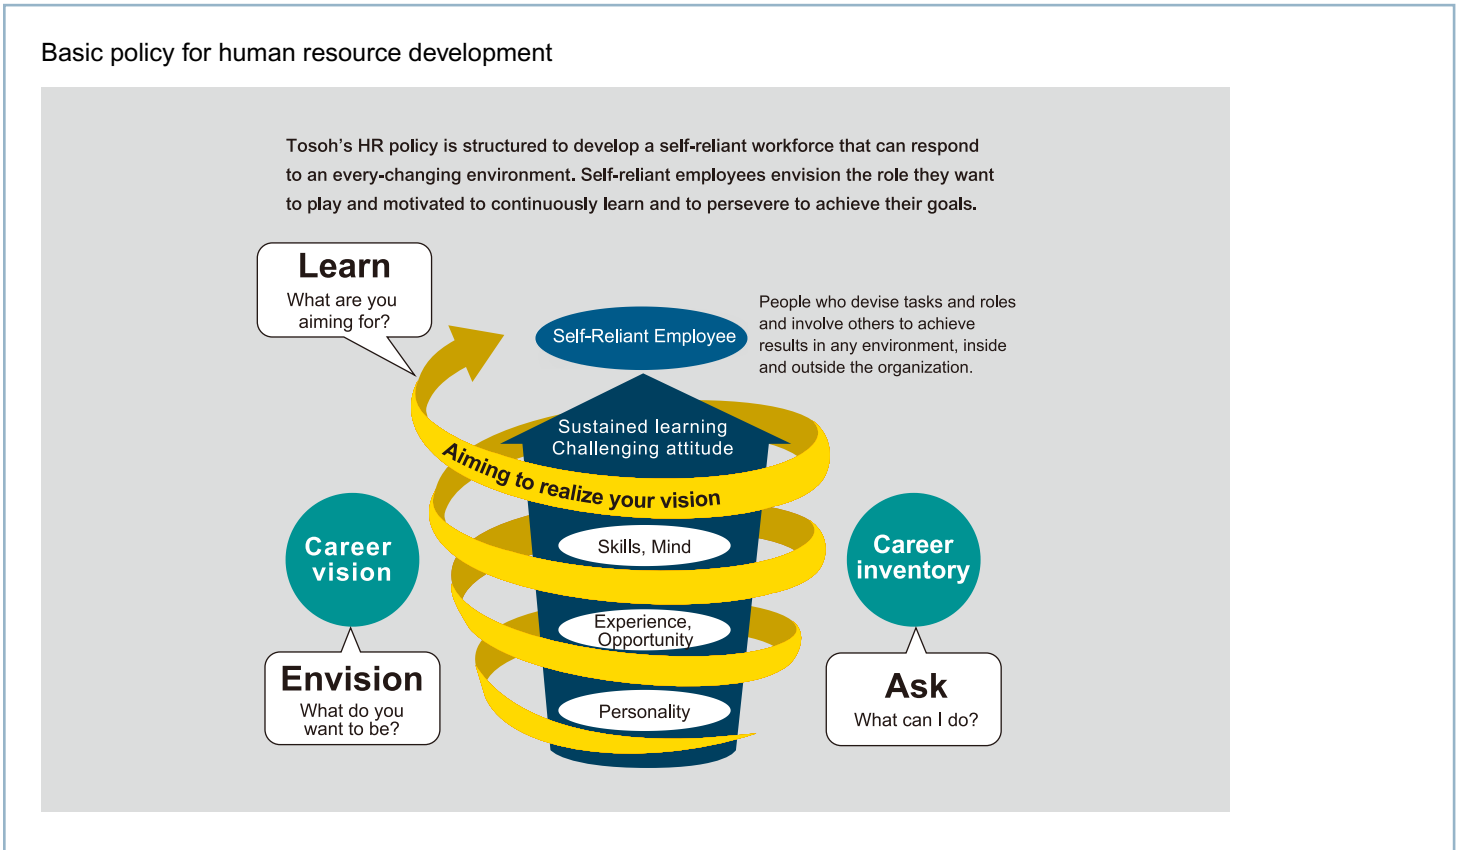 Basic policy for human resource development
Tosoh's HR policy is structured to develop a self-reliant workforce that can respond
to an every-changing environment. Self-reliant employees envision the role they want
to play and motivated to continuously learn and to persevere to achieve their goals.
Learn
What are you
aiming for?
Self-Reliant Employee
People who devise tasks and roles
and involve others to achieve
results in any environment, inside
and outside the organization.
Sustained learning
Challenging attitude
Aiming to realize your vision
Skills, Mind
Experience,
Opportunity
Personality
Career
vision
Envision
What do you
want to be?
Career
inventory
Ask
What can I do?